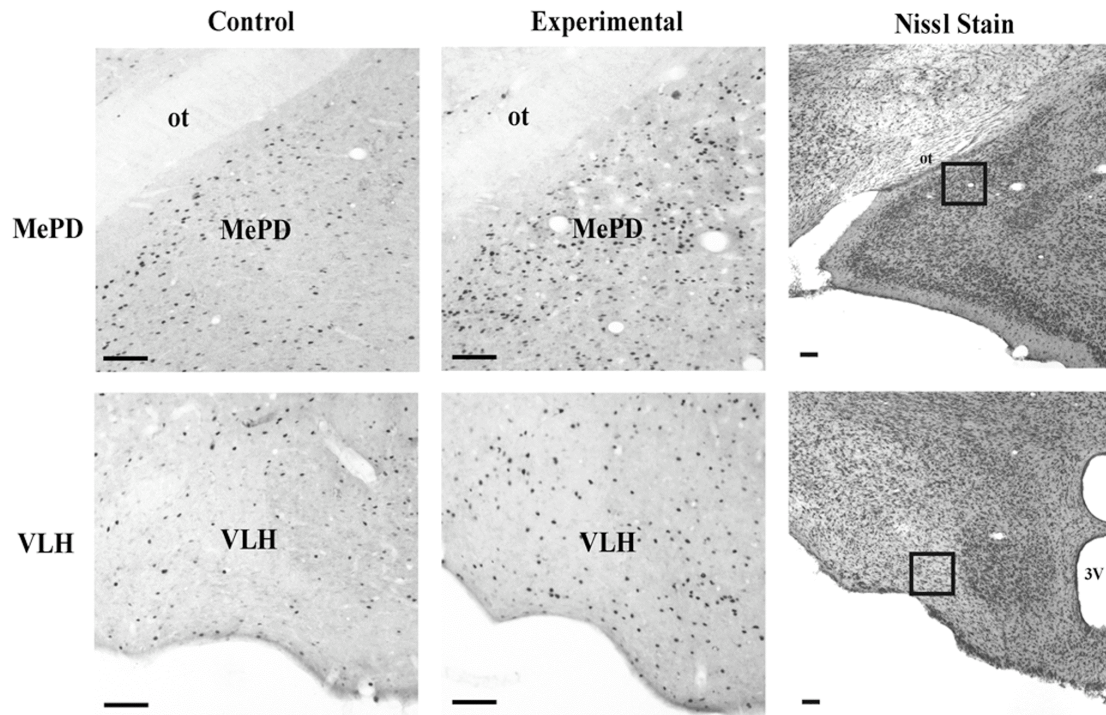 Control Experimental Nissl Stain
ot ot ot
MePD MePD MePD
VLH VLH VLH
3V